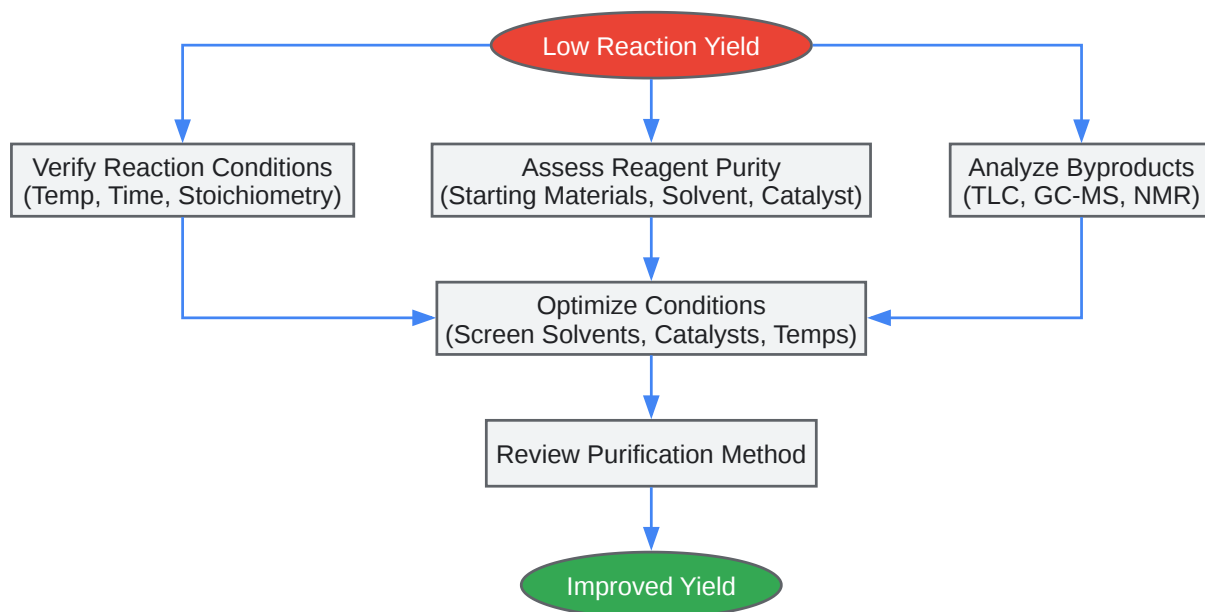 Low Reaction Yield
Verify Reaction Conditions
(Temp, Time, Stoichiometry)
Assess Reagent Purity
(Starting Materials, Solvent, Catalyst)
Analyze Byproducts
(TLC, GC-MS, NMR)
Optimize Conditions
(Screen Solvents, Catalysts, Temps)
Review Purification Method
Improved Yield